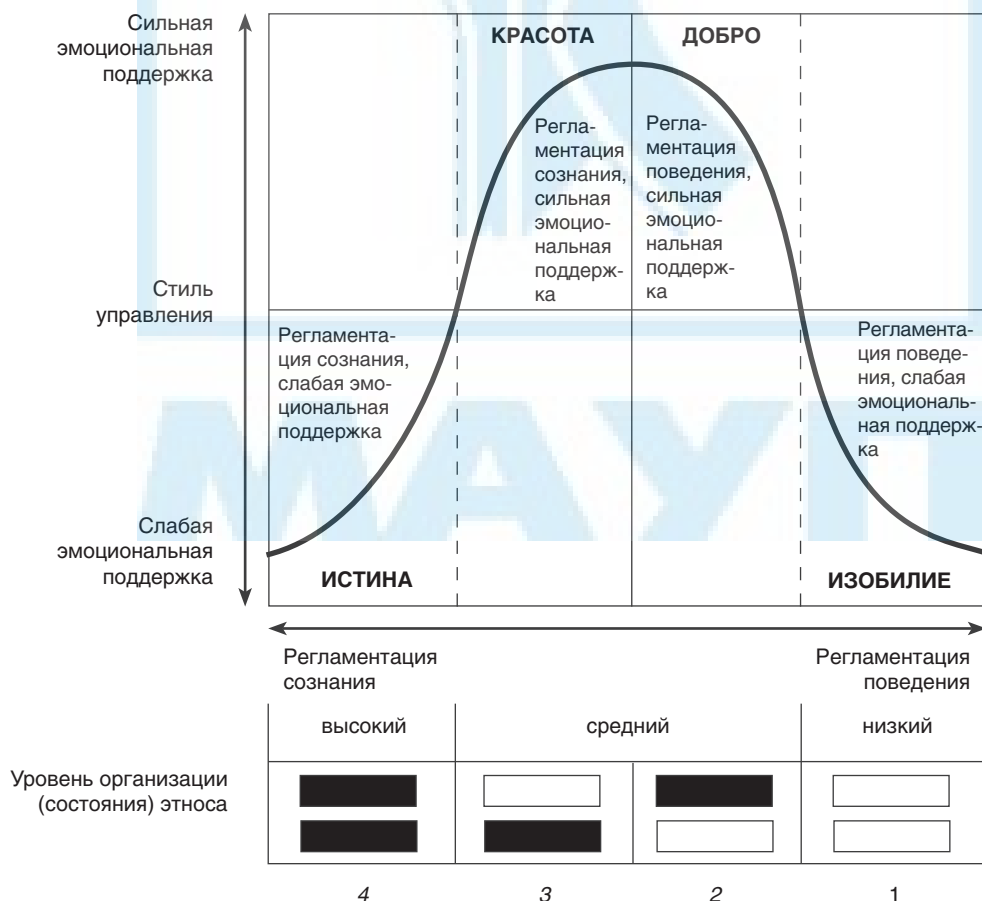 Сильная
эмоциональная
поддержка
КРАСОТА
ДОБРО
Регла-
ментация
сознания,
сильная
эмоцио-
нальная
поддерж-
ка
Регла-
ментация
поведения,
сильная
эмоцио-
нальная
поддерж-
ка
Стиль
управления
Регламента-
ция сознания,
слабая эмо-
циональная
поддержка
Регламента-
ция поведе-
ния, слабая
эмоциональ-
ная поддерж-
ка
Слабая
эмоциональная
поддержка
ИСТИНА
ИЗОБИЛИЕ
Регламентация
сознания
Регламентация
поведения
высокий
средний
низкий
Уровень организации
(состояния) этноса
4
3
2
1
МАУП